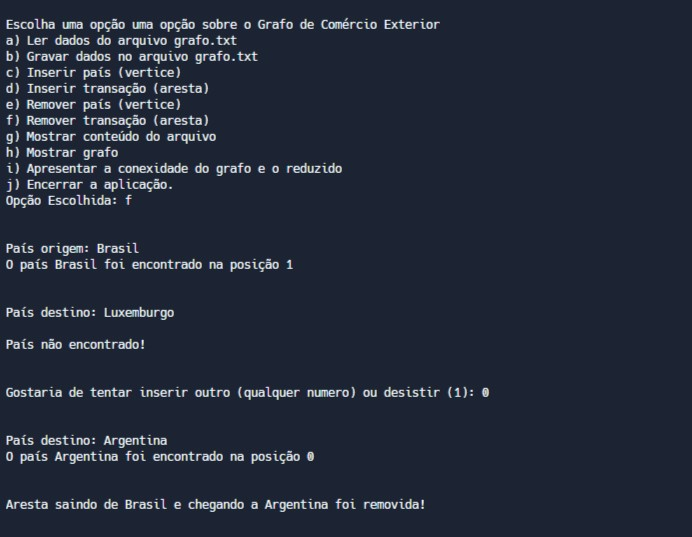 Escolha uma opção uma opção sobre o Grafo de Comércio Exterior
a) Ler dados do arquivo grafo.txt
b) Gravar dados no arquivo grafo.txt
c) Inserir país (vertice)
d) Inserir transação (aresta)
e) Remover país (vertice)
f) Remover transação (aresta)
g) Mostrar conteúdo do arquivo
h) Mostrar grafo
i) Apresentar a conexidade do grafo e o reduzido
j) Encerrar a aplicação.
Opção Escolhida: f
País origem: Brasil
O país Brasil foi encontrado na posição 1
País destino: Luxemburgo
País não encontrado!
Gostaria de tentar inserir outro (qualquer numero) ou desistir (1): 0
País destino: Argentina
O país Argentina foi encontrado na posição 0
Aresta saindo de Brasil e chegando a Argentina foi removida!